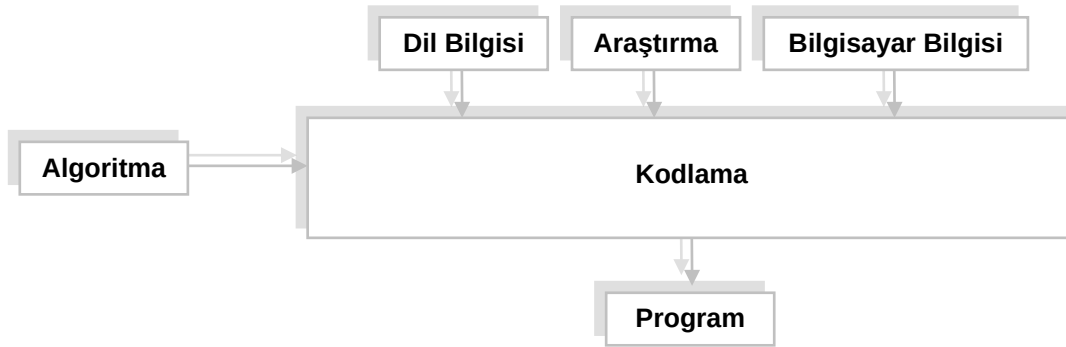 Dil Bilgisi
Araştırma
Bilgisayar Bilgisi
Algoritma
Kodlama
Program